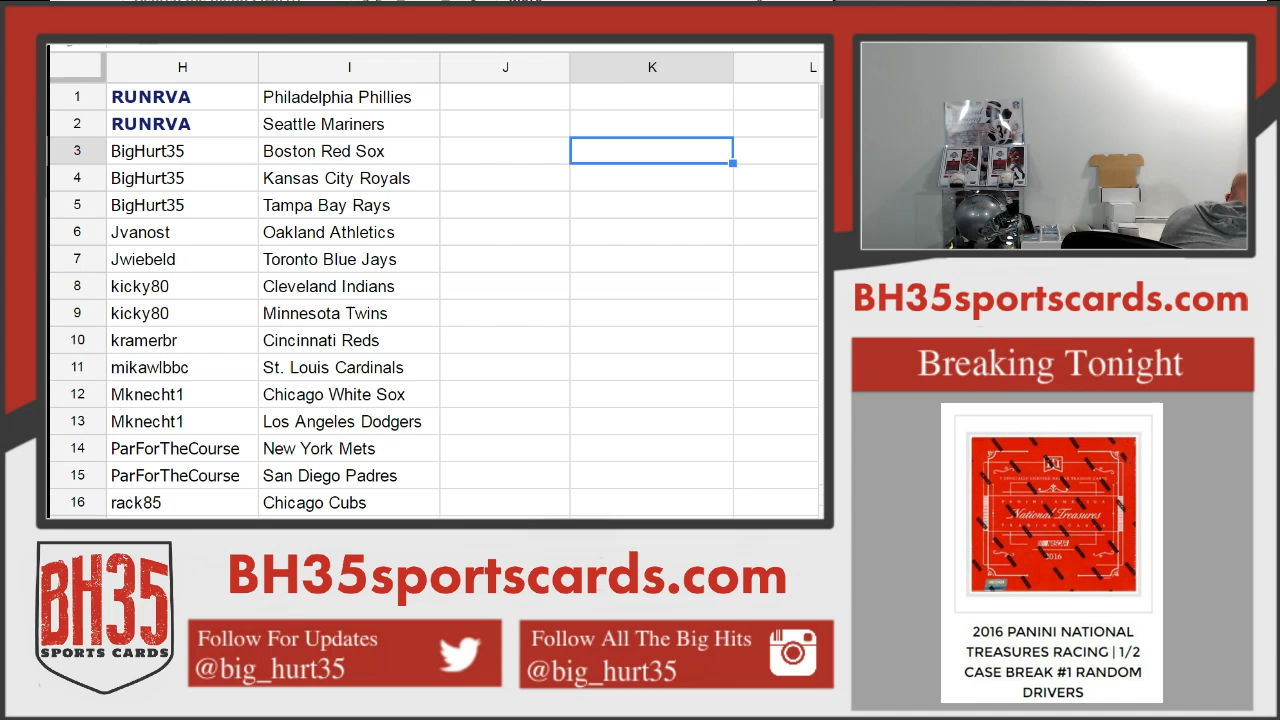 H I J K L
1 RUNRVA Philadelphia Phillies
2 RUNRVA Seattle Mariners
3 BigHurt35 Boston Red Sox
4 BigHurt35 Kansas City Royals
5 BigHurt35 Tampa Bay Rays
6 Jvanost Oakland Athletics
7 Jwiebeld Toronto Blue Jays
8 kicky80 Cleveland Indians
9 kicky80 Minnesota Twins
10 kramerbr Cincinnati Reds
11 mikawlbbc St. Louis Cardinals
12 Mknecht1 Chicago White Sox
13 Mknecht1 Los Angeles Dodgers
14 ParForTheCourse New York Mets
15 ParForTheCourse San Diego Padres
16 rack85 Chicago Cubs
BH35sportscards.com
Breaking Tonight
National Treasures
2016
2016 PANINI NATIONAL
TREASURES RACING | 1/2
CASE BREAK #1 RANDOM
DRIVERS
BH35
SPORTS CARDS
BH35sportscards.com
Follow For Updates
@big_hurt35
Follow All The Big Hits
@big_hurt35